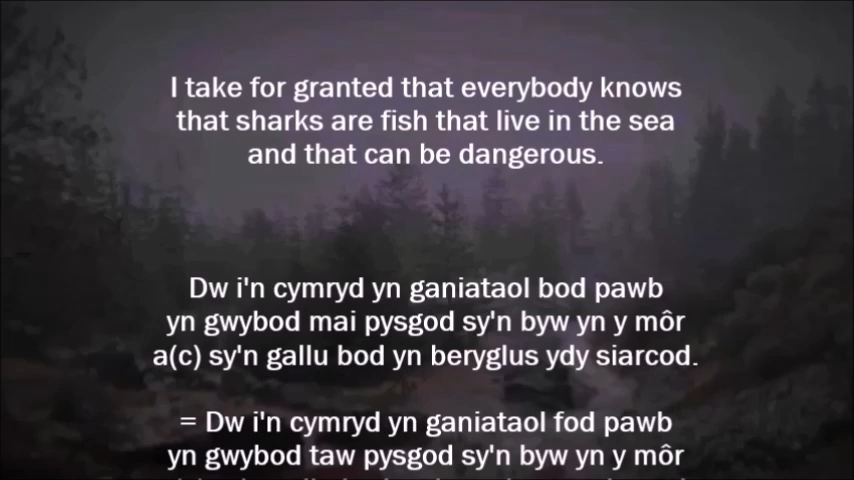 I take for granted that everybody knows
that sharks are fish that live in the sea
and that can be dangerous.
Dw i'n cymryd yn ganiataol bod pawb
yn gwybod mai pysgod sy'n byw yn y môr
a(c) sy'n gallu bod yn beryglus ydy siarcod.
= Dw i'n cymryd yn ganiataol fod pawb
yn gwybod taw pysgod sy'n byw yn y môr